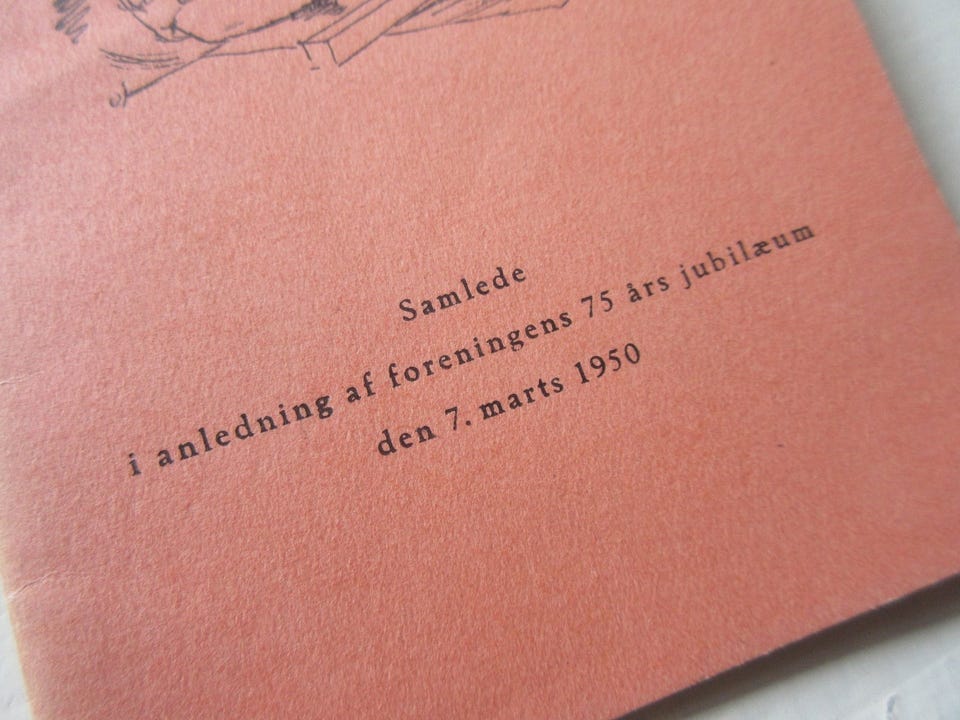 Samlede
i anledning af foreningens 75 års jubilæum
den 7. marts 1950